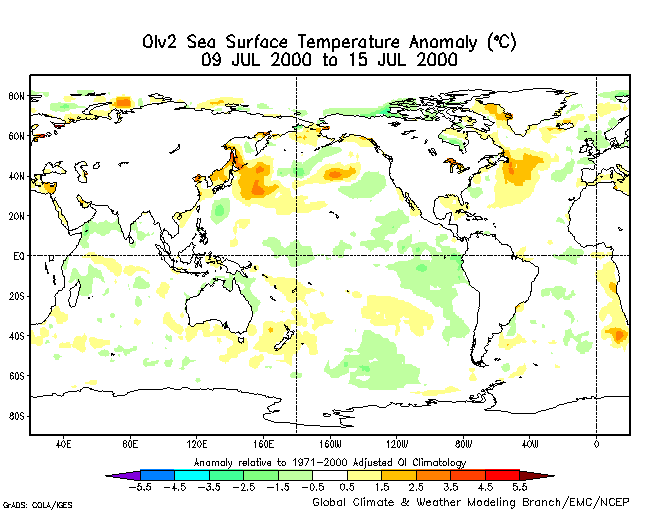 OIv2 Sea Surface Temperature Anomaly (°C)
09 JUL 2000 to 15 JUL 2000
80N
60N
40N
20N
EQ
20S
40S
60S
80S
40E 80E 120E 160E 160W 120W 80W 40W 0
Anomaly relative to 1971-2000 Adjusted OI Climatology
-5.5 -4.5 -3.5 -2.5 -1.5 -0.5 0.5 1.5 2.5 3.5 4.5 5.5
Global Climate & Weather Modeling Branch/EMC/NCEP
GrADS: COLA/IGES